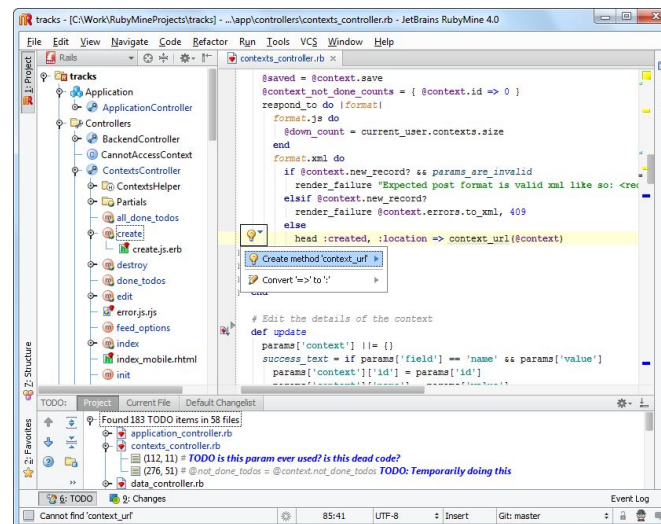 tracks - [C:\Work\RubyMineProjects\tracks] - ...\app\controllers\contexts_controller.rb - JetBrains RubyMine 4.0
File Edit View Navigate Code Refactor Run Tools VCS Window Help
Rails
contexts_controller.rb
1: Project
tracks
Application
ApplicationController
Controllers
BackendController
CannotAccessContext
ContextsController
ContextsHelper
Partials
all_done_todos
create
create.js.erb
destroy
done_todos
edit
error.js.rjs
feed_options
index
index_mobile.rhtml
init
@saved = @context.save
@context_not_done_counts = { @context.id => 0 }
respond_to do |format|
format.js do
@down_count = current_user.contexts.size
end
format.xml do
if @context.new_record? && params_are_invalid
render_failure "Expected post format is valid xml like so: <rec
elsif @context.new_record?
render_failure @context.errors.to_xml, 409
else
head :created, :location => context_url(@context)
Create method 'context_url'
Convert '=>' to ':'
end
# Edit the details of the context
def update
params['context'] ||= {}
success_text = if params['field'] == 'name' && params['value']
params['context']['id'] = params['id']
params['context']['name'] = params['value']
Z: Structure
2: Favorites
TODO: Project Current File Default Changelist
Found 183 TODO items in 58 files
application_controller.rb
contexts_controller.rb
(112, 11) # TODO is this param ever used? is this dead code?
(276, 51) # @not_done_todos = @context.not_done_todos TODO: Temporarily doing this
data_controller.rb
6: TODO 9: Changes Event Log
Cannot find 'context_url' 85:41 UTF-8 Insert Git: master